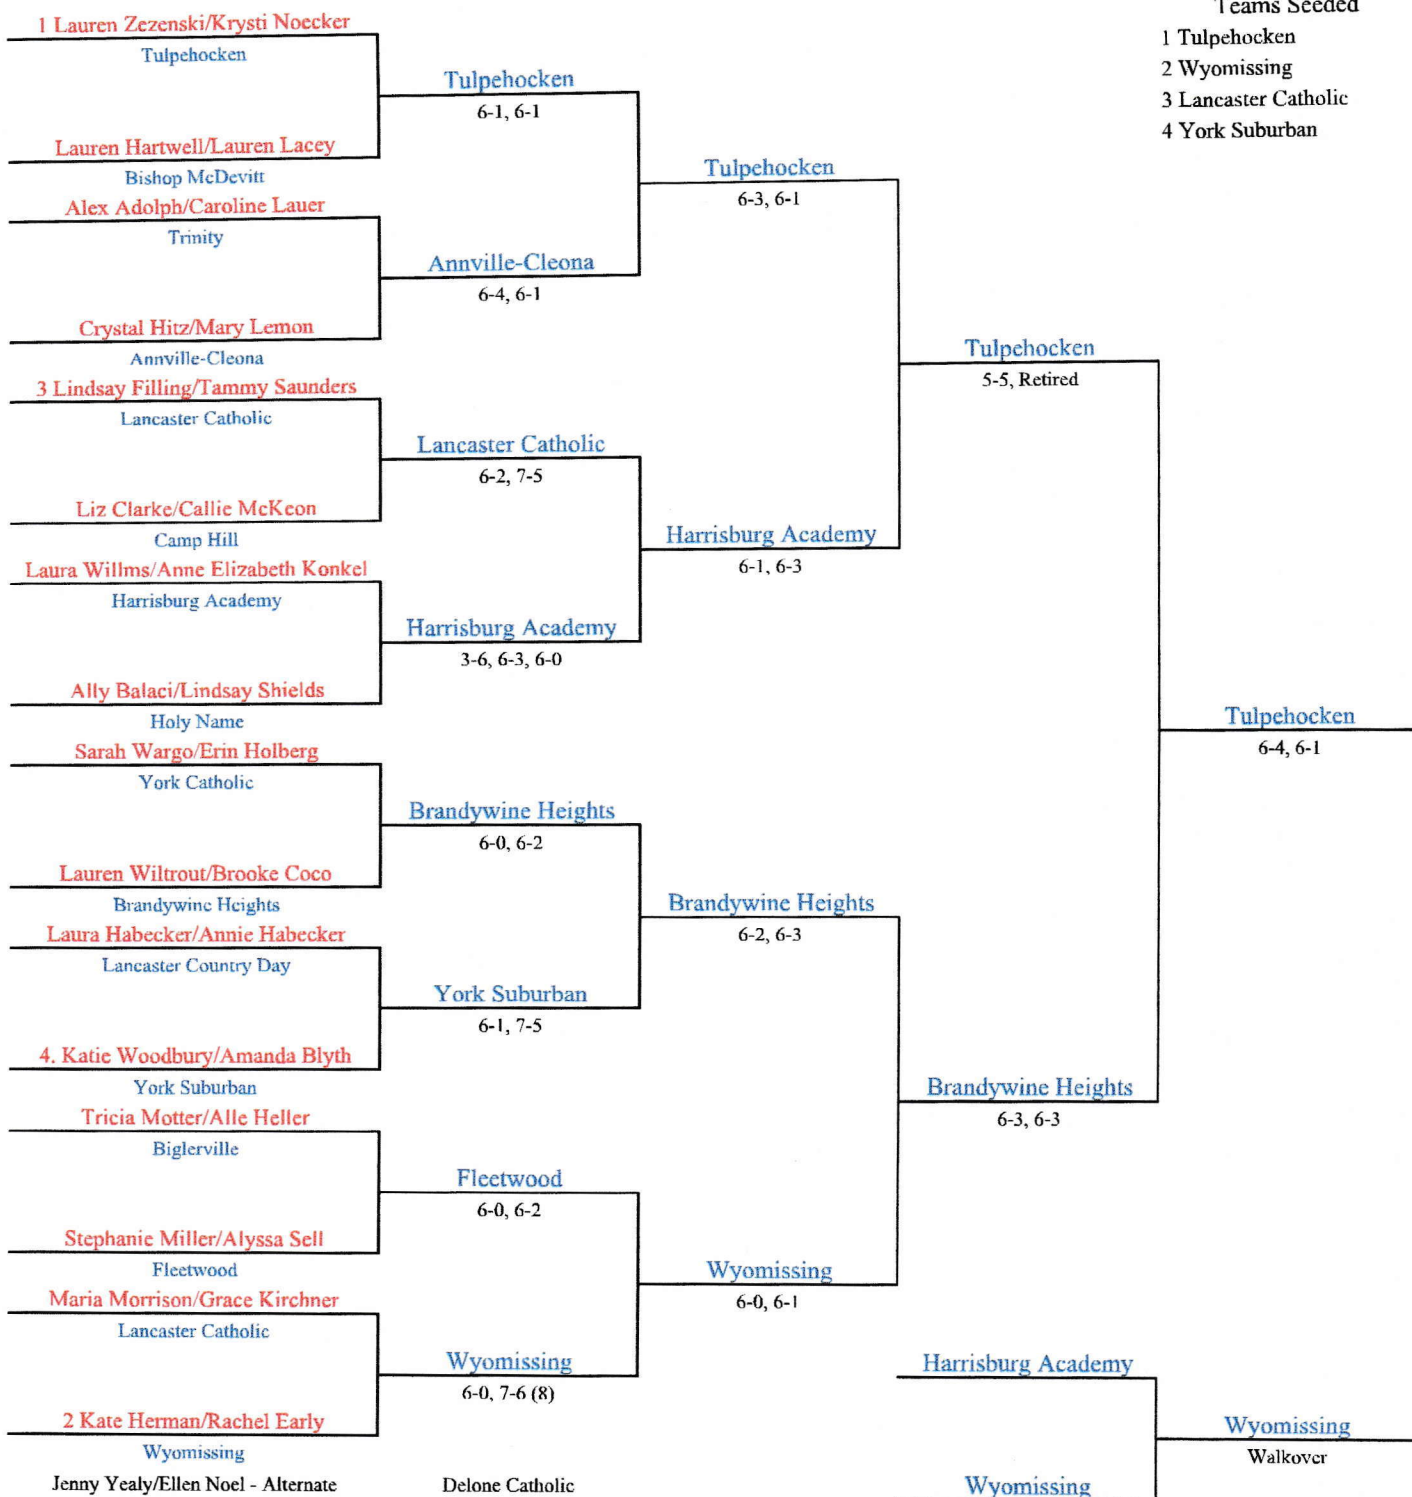 Teams Seeded
1 Tulpehocken
2 Wyomissing
3 Lancaster Catholic
4 York Suburban
1 Lauren Zezenski/Krysti Noecker
Tulpehocken
Lauren Hartwell/Lauren Lacey
Bishop McDevitt
Alex Adolph/Caroline Lauer
Trinity
Crystal Hitz/Mary Lemon
Annville-Cleona
3 Lindsay Filling/Tammy Saunders
Lancaster Catholic
Liz Clarke/Callie McKeon
Camp Hill
Laura Willms/Anne Elizabeth Konkel
Harrisburg Academy
Ally Balaci/Lindsay Shields
Holy Name
Sarah Wargo/Erin Holberg
York Catholic
Lauren Wiltrout/Brooke Coco
Brandywine Heights
Laura Habecker/Annie Habecker
Lancaster Country Day
4. Katie Woodbury/Amanda Blyth
York Suburban
Tricia Motter/Alle Heller
Biglerville
Stephanie Miller/Alyssa Sell
Fleetwood
Maria Morrison/Grace Kirchner
Lancaster Catholic
2 Kate Herman/Rachel Early
Wyomissing
Jenny Yealy/Ellen Noel - Alternate
Delone Catholic
Tulpehocken
6-1, 6-1
Annville-Cleona
6-4, 6-1
Lancaster Catholic
6-2, 7-5
Harrisburg Academy
3-6, 6-3, 6-0
Brandywine Heights
6-0, 6-2
York Suburban
6-1, 7-5
Fleetwood
6-0, 6-2
Wyomissing
6-0, 7-6 (8)
Tulpehocken
6-3, 6-1
Harrisburg Academy
6-1, 6-3
Brandywine Heights
6-2, 6-3
Wyomissing
6-0, 6-1
Tulpehocken
5-5, Retired
Brandywine Heights
6-3, 6-3
Tulpehocken
6-4, 6-1
Harrisburg Academy
Wyomissing
Wyomissing
Walkover